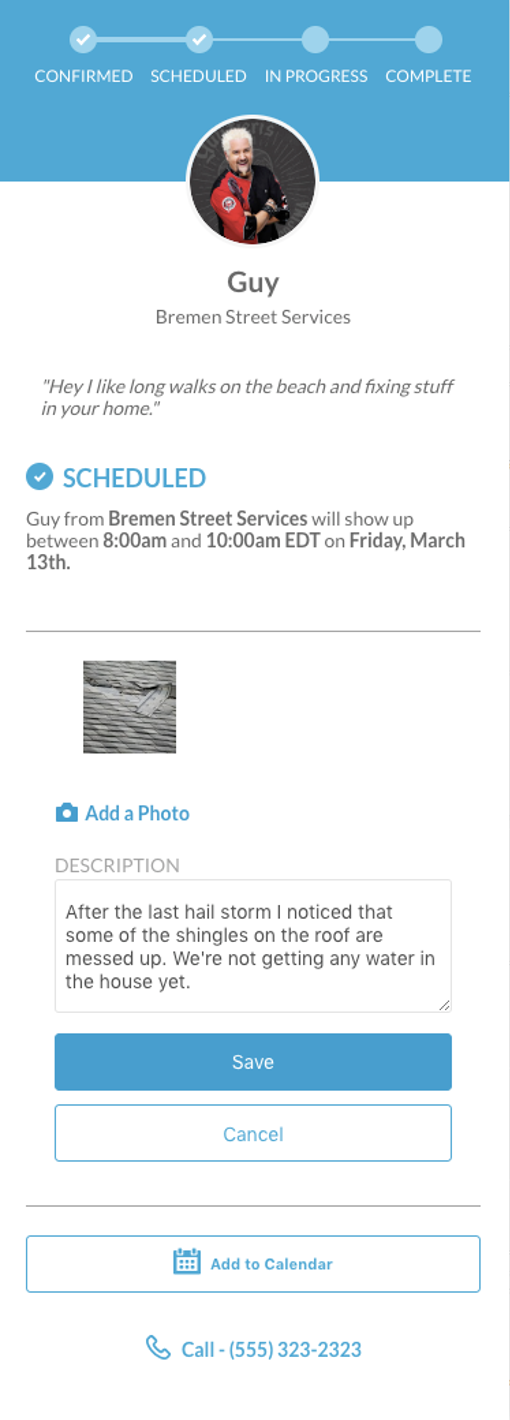 CONFIRMED SCHEDULED IN PROGRESS COMPLETE
Guy
Bremen Street Services
"Hey I like long walks on the beach and fixing stuff
in your home."
SCHEDULED
Guy from Bremen Street Services will show up
between 8:00am and 10:00am EDT on Friday, March
13th.
Add a Photo
DESCRIPTION
After the last hail storm I noticed that
some of the shingles on the roof are
messed up. We're not getting any water in
the house yet.
Save
Cancel
Add to Calendar
Call - (555) 323-2323